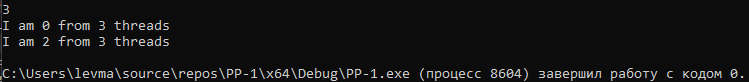 3
I am 0 from 3 threads
I am 2 from 3 threads
C:\Users\levma\source\repos\PP-1\x64\Debug\PP-1.exe (процесс 8604) завершил работу с кодом 0.